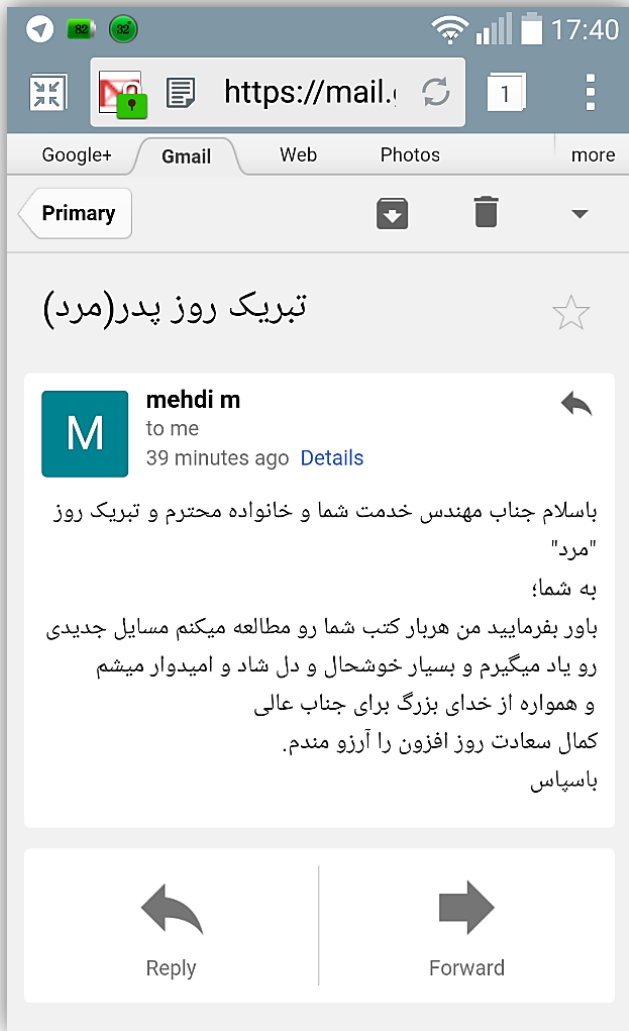 82 32° 17:40
https://mail. 1
Google+ Gmail Web Photos more
Primary
تبریک روز پدر(مرد)
M
mehdi m
to me
39 minutes ago Details
باسلام جناب مهندس خدمت شما و خانواده محترم و تبریک روز
"مرد"
به شما؛
باور بفرمایید من هربار کتب شما رو مطالعه میکنم مسایل جدیدی
رو یاد میگیرم و بسیار خوشحال و دل شاد و امیدوار میشم
و همواره از خدای بزرگ برای جناب عالی
کمال سعادت روز افزون را آرزو مندم.
باسپاس
Reply Forward